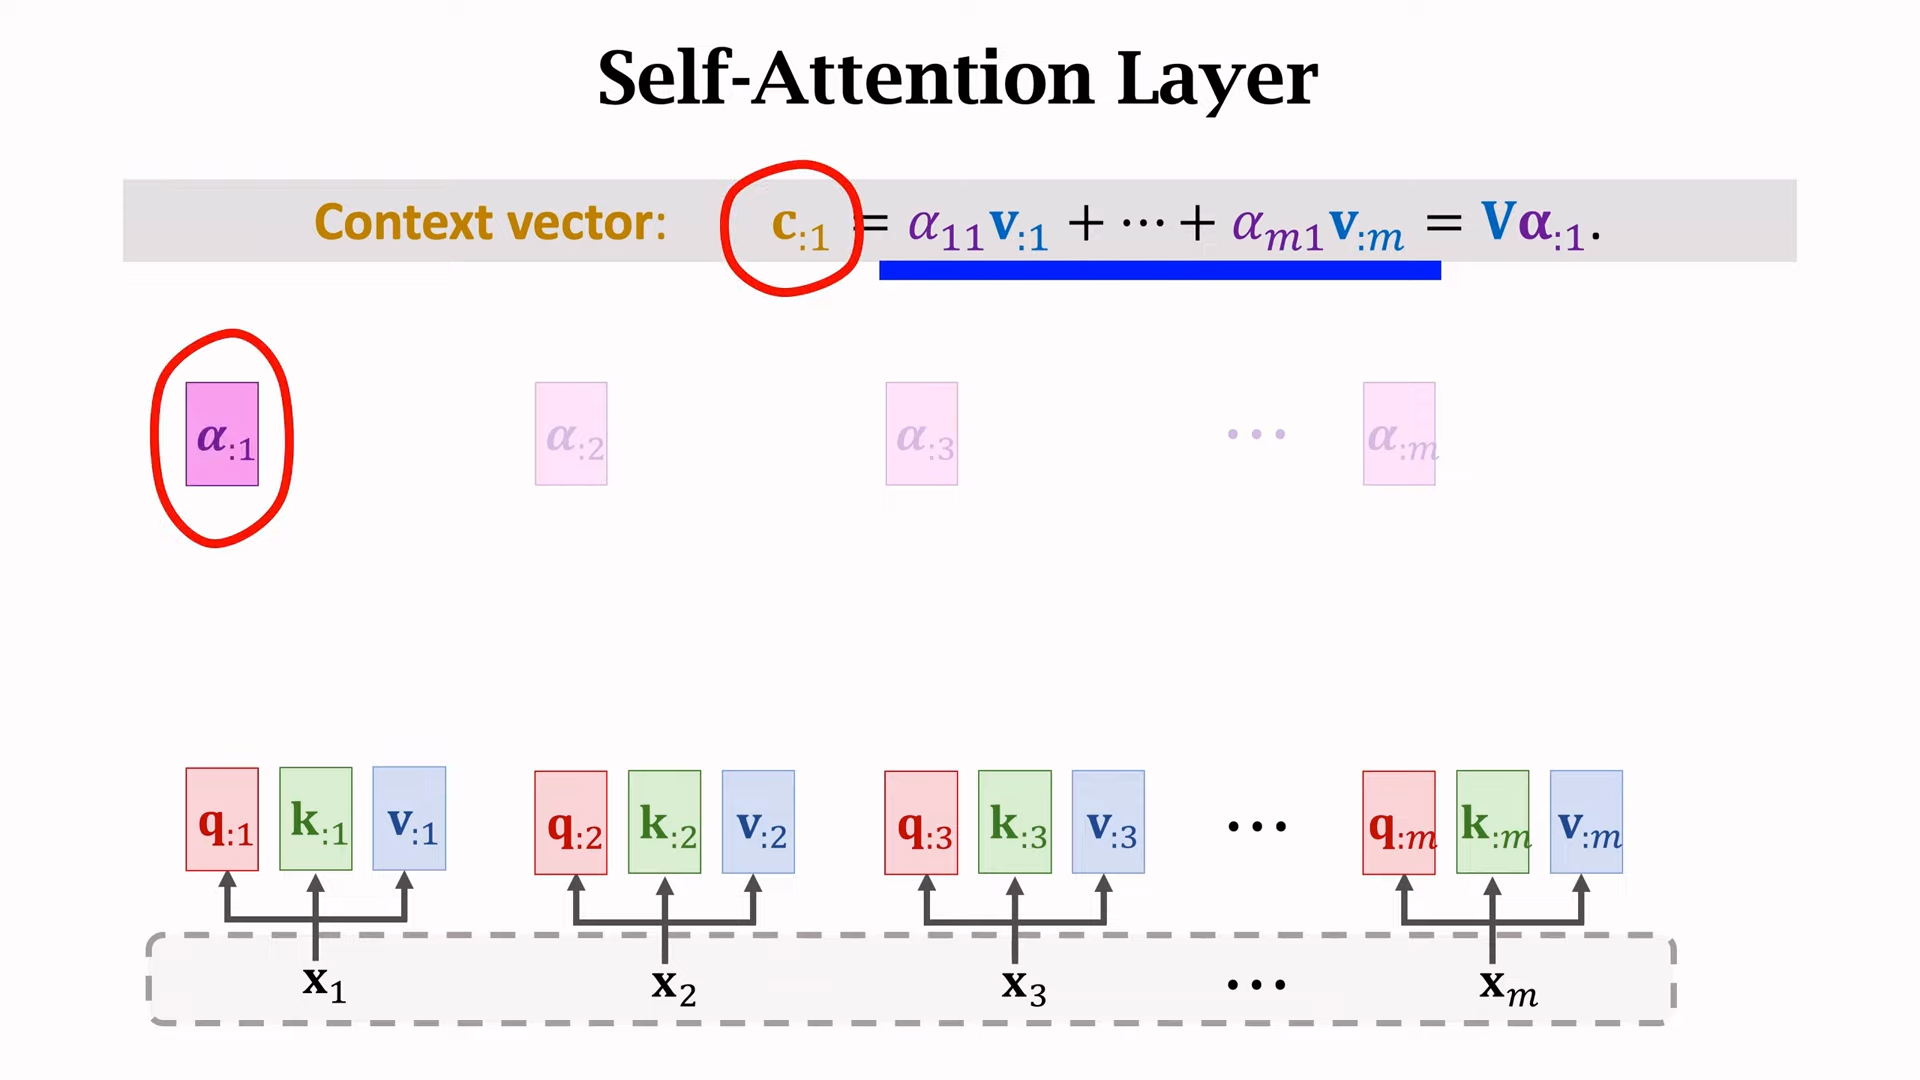 Self-Attention Layer
Context vector: c:1 = α11v:1 + ⋯ + αm1v:m = Vα:1.
α:1 α:2 α:3 ⋯ α:m
q:1 k:1 v:1 q:2 k:2 v:2 q:3 k:3 v:3 ⋯ q:m k:m v:m
x1 x2 x3 ⋯ xm